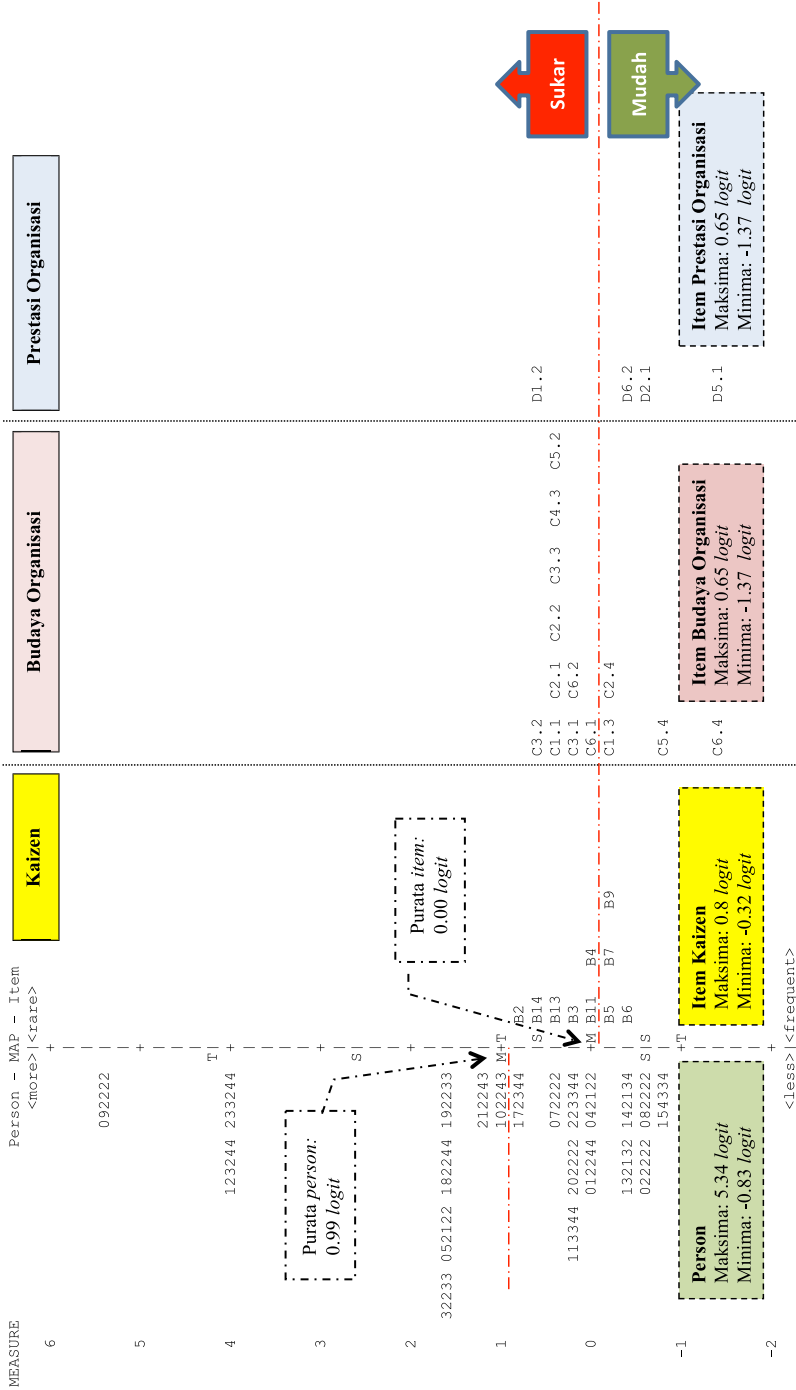 MEASURE Person - MAP - Item
<more>|<rare>
Kaizen
Budaya Organisasi
Prestasi Organisasi
6 +
092222 |
5 +
T|
4 123244 233244 +
Purata person:
0.99 logit
3 +
S|
2 +
Purata item:
0.00 logit
32233 052122 182244 192233 |
212243 |
1 102243 M+T
172344 | B2
|S B14 C3.2 D1.2
072222 | B13 C1.1 C2.1 C2.2 C3.3 C4.3 C5.2
113344 202222 223344 | B3 C3.1 C6.2
0 012244 042122 +M B11 B4 C6.1
| B5 B7 B9 C1.3 C2.4
132132 142134 | B6 D6.2
022222 082222 S|S D2.1
154334 | C5.4
-1 +T
| C6.4 D5.1
-2 +
<less>|<frequent>
Sukar
Mudah
Person
Maksima: 5.34 logit
Minima: -0.83 logit
Item Kaizen
Maksima: 0.8 logit
Minima: -0.32 logit
Item Budaya Organisasi
Maksima: 0.65 logit
Minima: -1.37 logit
Item Prestasi Organisasi
Maksima: 0.65 logit
Minima: -1.37 logit